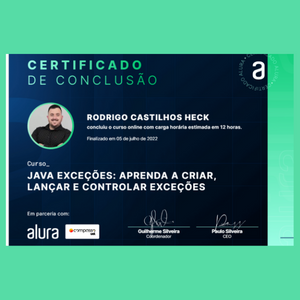 CERTIFICADO
DE CONCLUSÃO
a
RODRIGO CASTILHOS HECK
concluiu o curso online com carga horária estimada em 12 horas.
Finalizado em 05 de julho de 2022
Curso_
JAVA EXCEÇÕES: APRENDA A CRIAR,
LANÇAR E CONTROLAR EXCEÇÕES
Em parceria com:
alura
Guilherme Silveira
Coordenador
Paulo Silveira
CEO